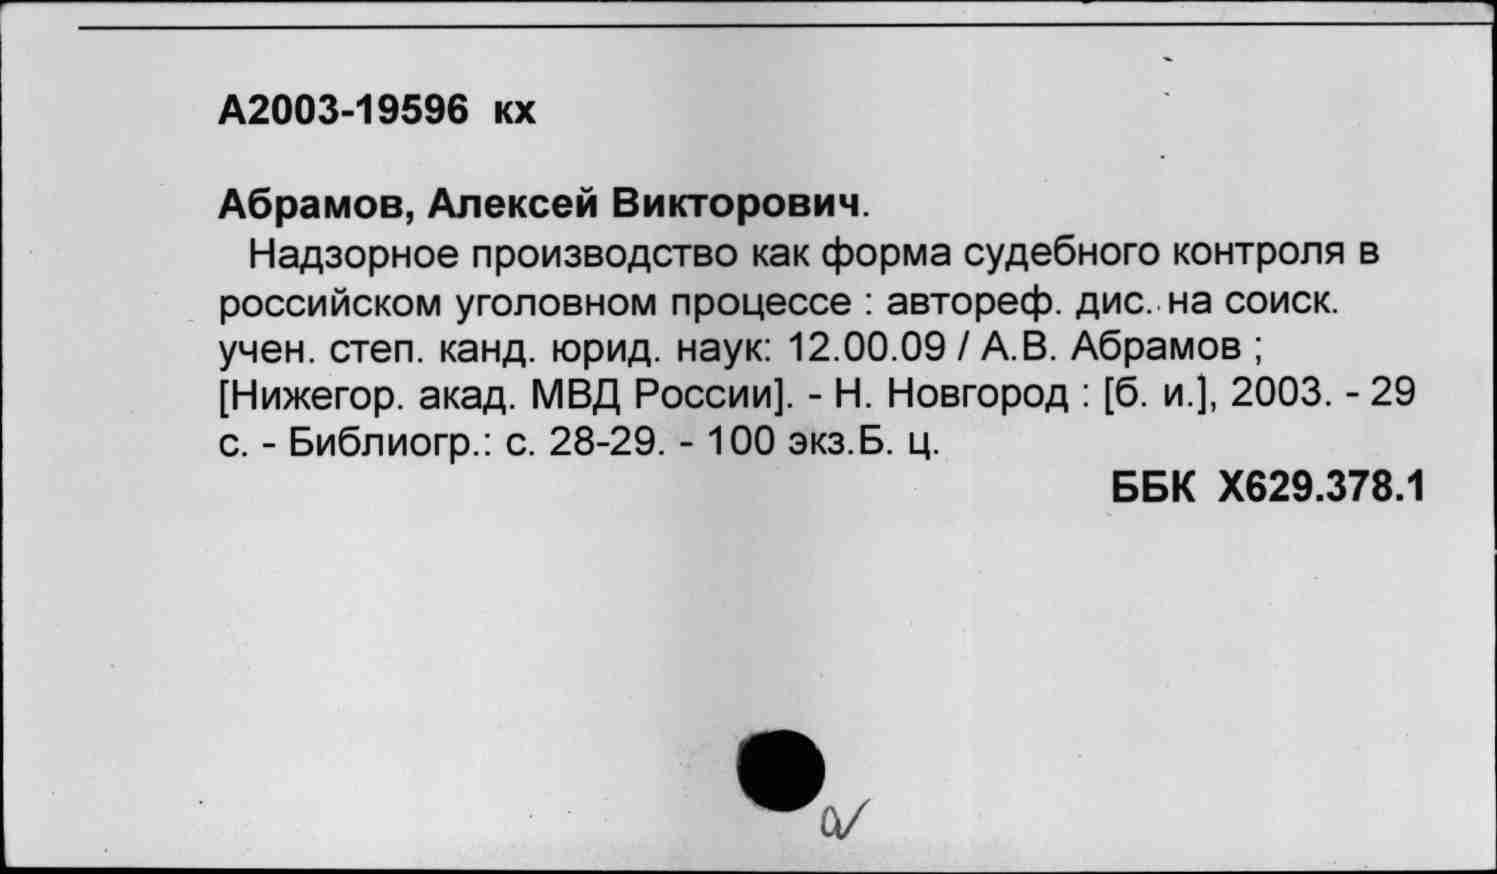 А2003-19596 кх
Абрамов, Алексей Викторович.
Надзорное производство как форма судебного контроля в
российском уголовном процессе : автореф. дис. на соиск.
учен. степ. канд. юрид. наук: 12.00.09 / А.В. Абрамов ;
[Нижегор. акад. МВД России]. - Н. Новгород : [б. и.], 2003. - 29
с. - Библиогр.: с. 28-29. - 100 экз.Б. ц.
ББК Х629.378.1